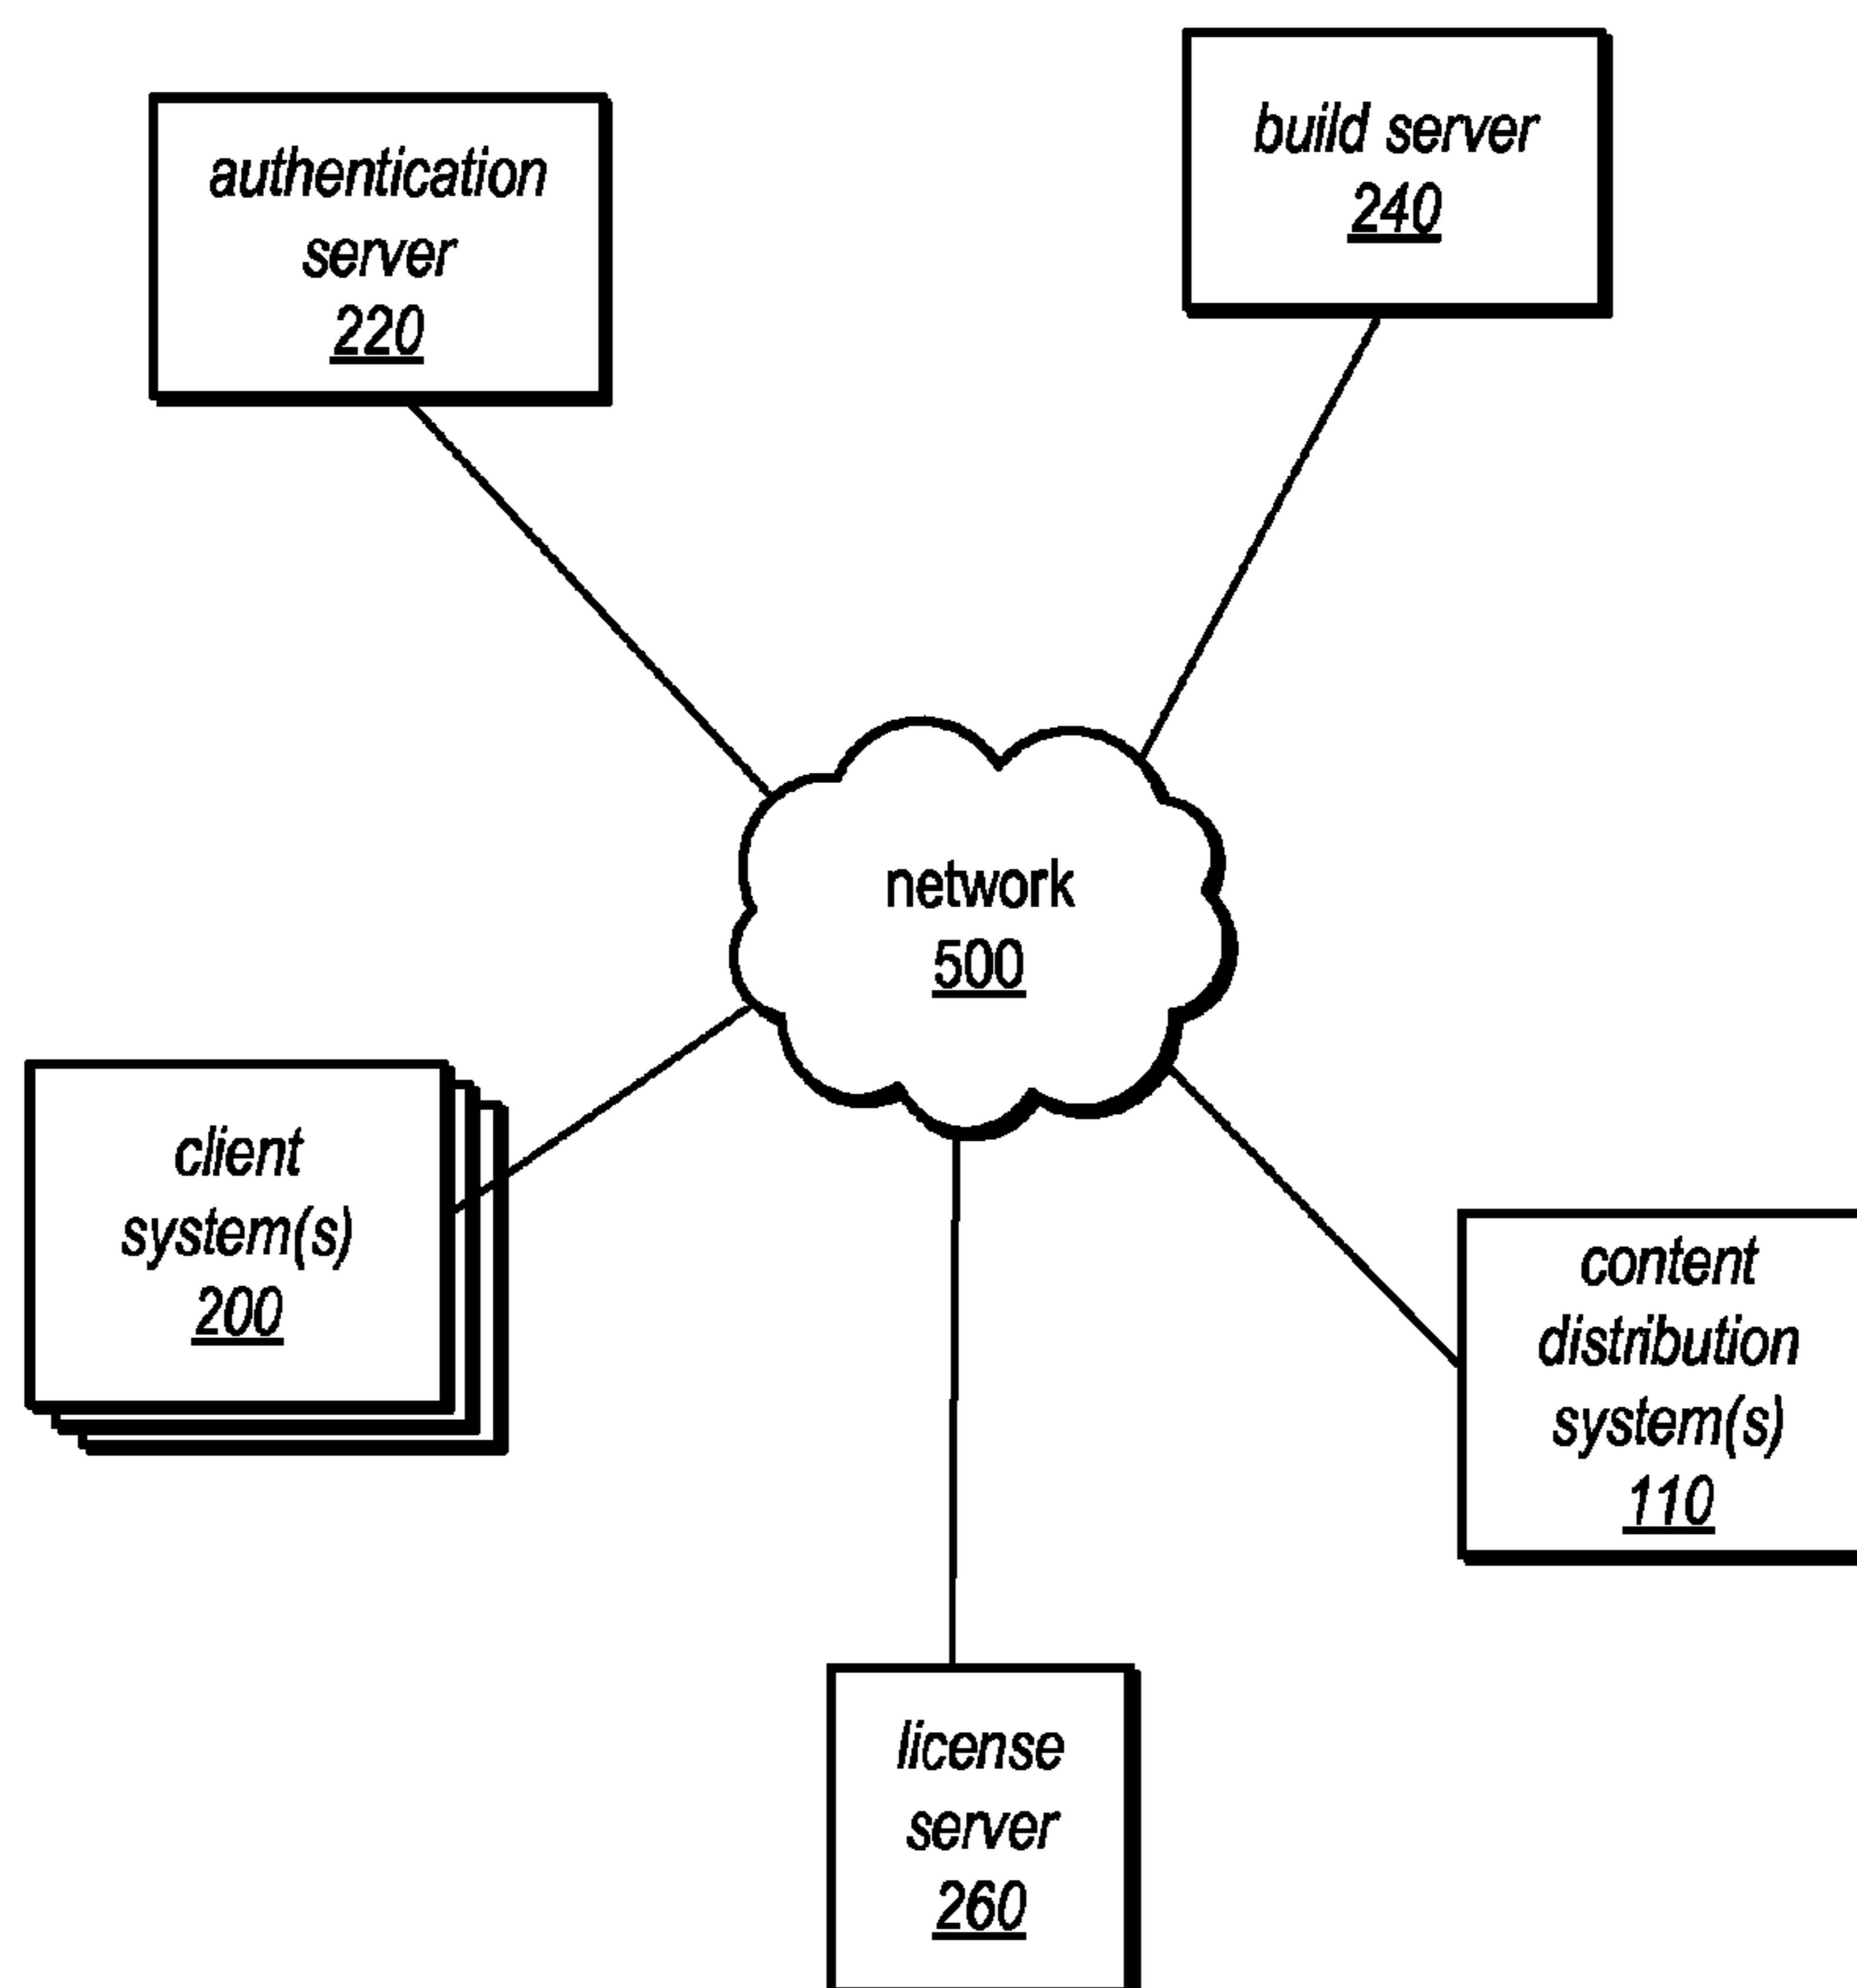 authentication
server
220
build server
240
network
500
client
system(s)
200
content
distribution
system(s)
110
license
server
260